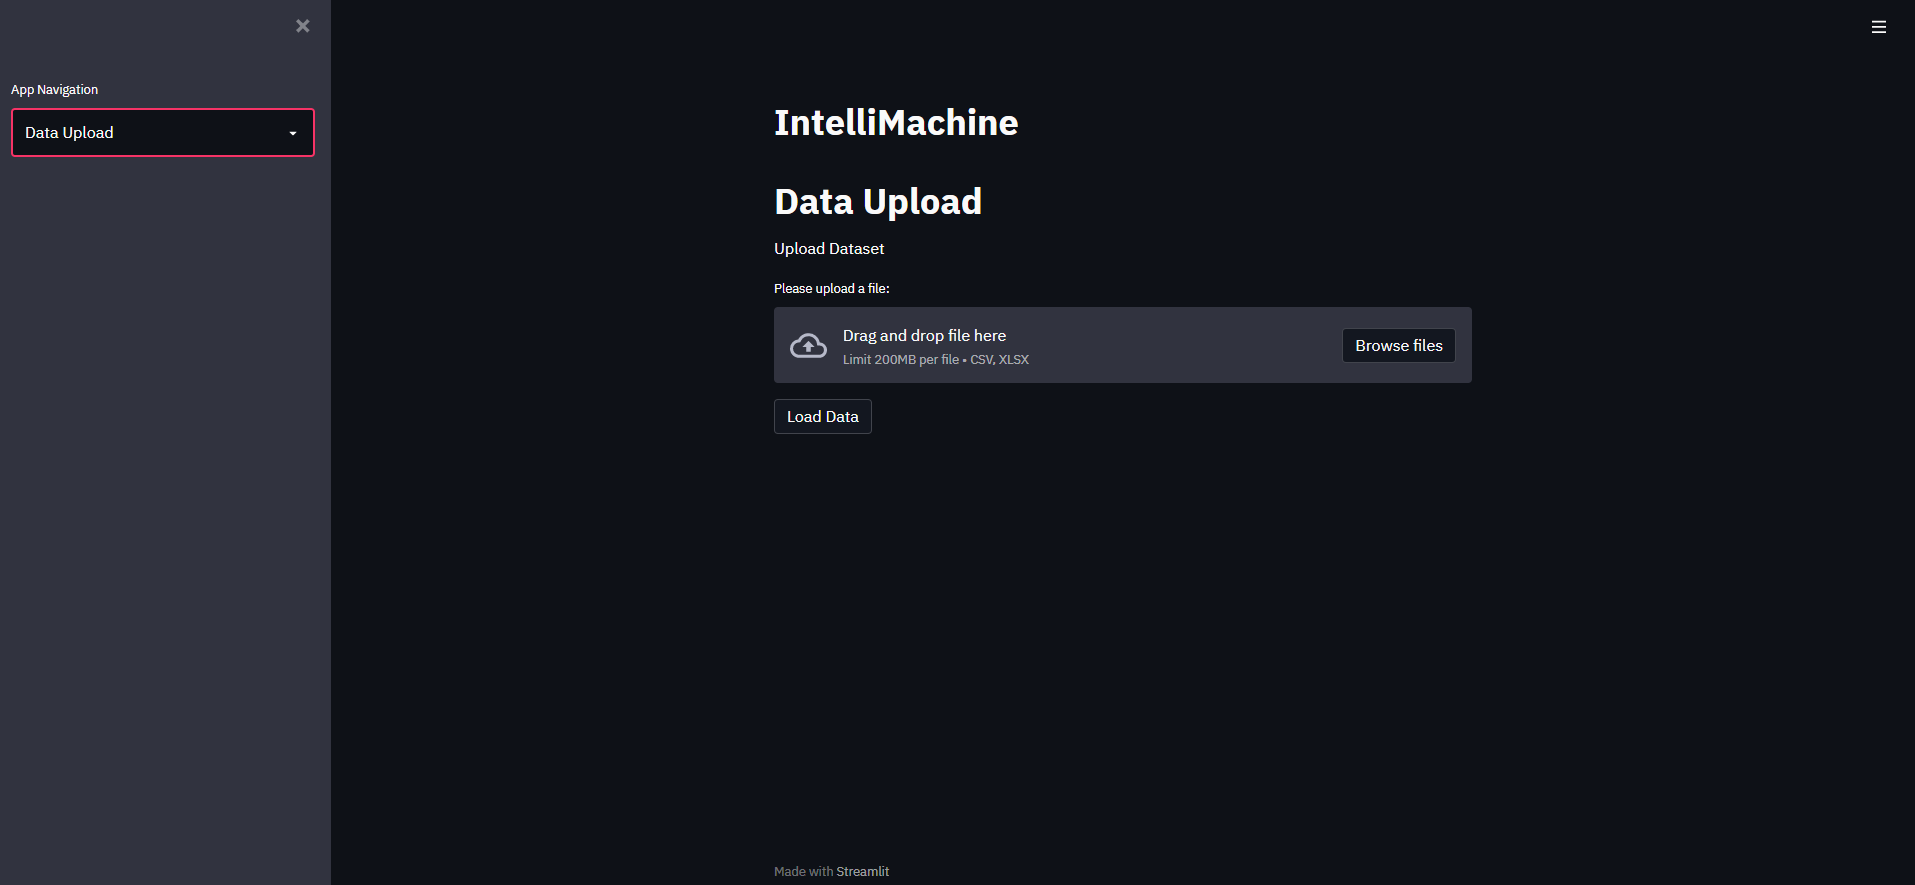 App Navigation
Data Upload
IntelliMachine
Data Upload
Upload Dataset
Please upload a file:
Drag and drop file here
Limit 200MB per file • CSV, XLSX
Browse files
Load Data
Made with Streamlit